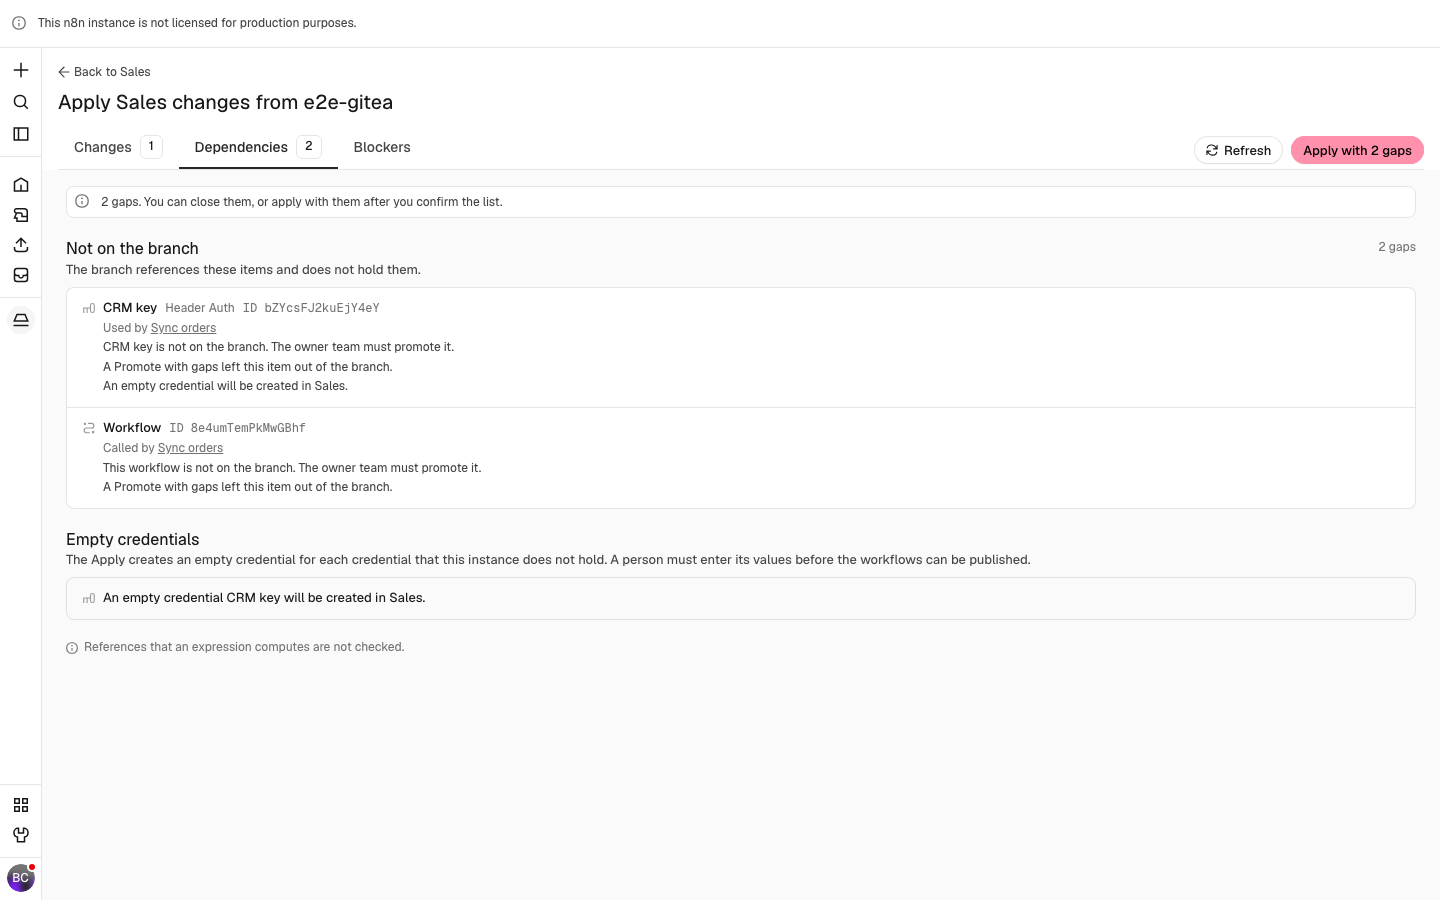 This n8n instance is not licensed for production purposes.
Back to Sales
Apply Sales changes from e2e-gitea
Changes 1 Dependencies 2 Blockers
Refresh Apply with 2 gaps
2 gaps. You can close them, or apply with them after you confirm the list.
Not on the branch 2 gaps
The branch references these items and does not hold them.
CRM key Header Auth ID bZYcsFJ2kuEjY4eY
Used by Sync orders
CRM key is not on the branch. The owner team must promote it.
A Promote with gaps left this item out of the branch.
An empty credential will be created in Sales.
Workflow ID 8e4umTemPkMwGBhf
Called by Sync orders
This workflow is not on the branch. The owner team must promote it.
A Promote with gaps left this item out of the branch.
Empty credentials
The Apply creates an empty credential for each credential that this instance does not hold. A person must enter its values before the workflows can be published.
An empty credential CRM key will be created in Sales.
References that an expression computes are not checked.
BC